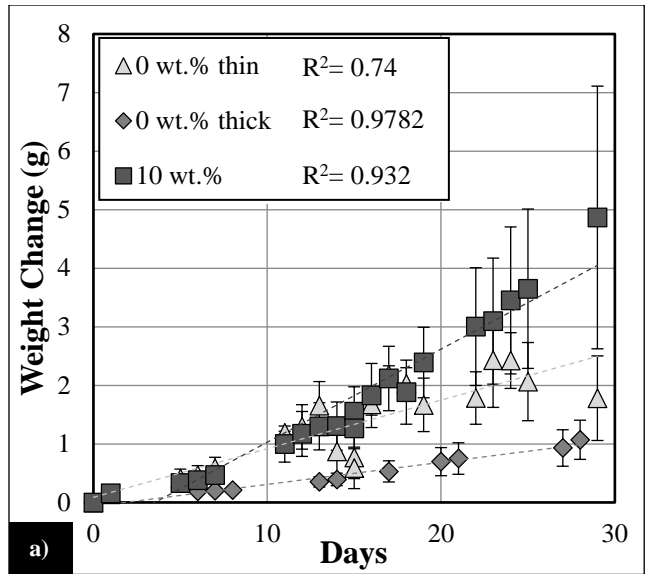 8
7
6
5
4
3
2
1
0
Weight Change (g)
0 wt.% thin R²= 0.74
0 wt.% thick R²= 0.9782
10 wt.% R²= 0.932
0 10 20 30
Days
a)